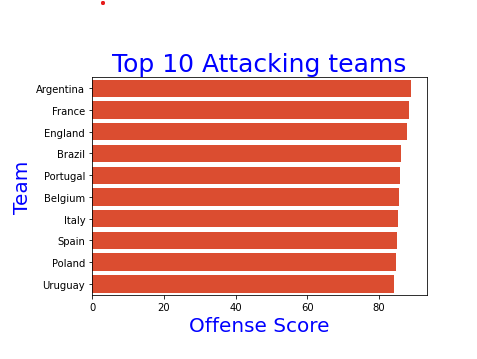 Top 10 Attacking teams
Argentina
France
England
Brazil
Portugal
Belgium
Italy
Spain
Poland
Uruguay
Team
0 20 40 60 80
Offense Score